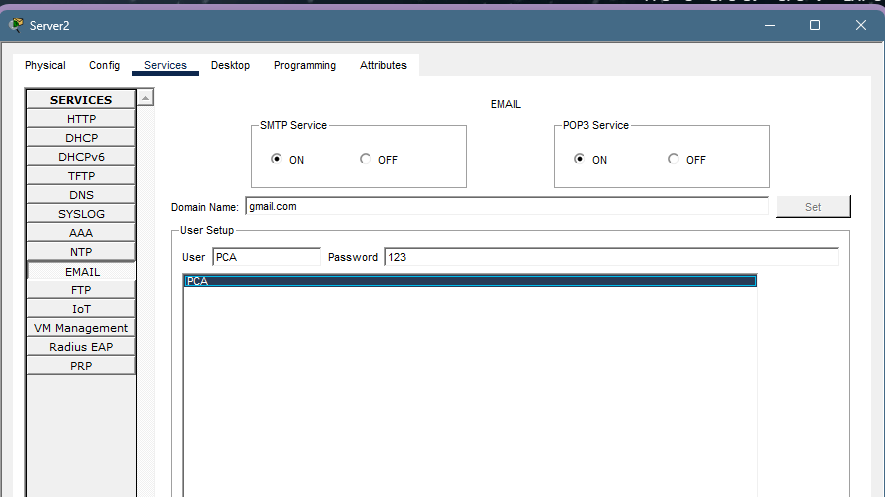 Server2
Physical Config Services Desktop Programming Attributes
SERVICES
HTTP
DHCP
DHCPv6
TFTP
DNS
SYSLOG
AAA
NTP
EMAIL
FTP
IoT
VM Management
Radius EAP
PRP
EMAIL
SMTP Service
ON OFF
POP3 Service
ON OFF
Domain Name: gmail.com Set
User Setup
User PCA Password 123
PCA